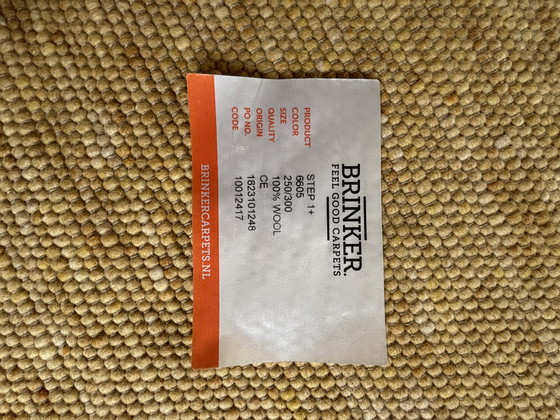 BRINKER.
FEEL GOOD CARPETS
PRODUCT STEP 1+
COLOR 6605
SIZE 250/300
QUALITY 100% WOOL
ORIGIN CE
PO NO. 1823101248
CODE 10012417
BRINKERCARPETS.NL